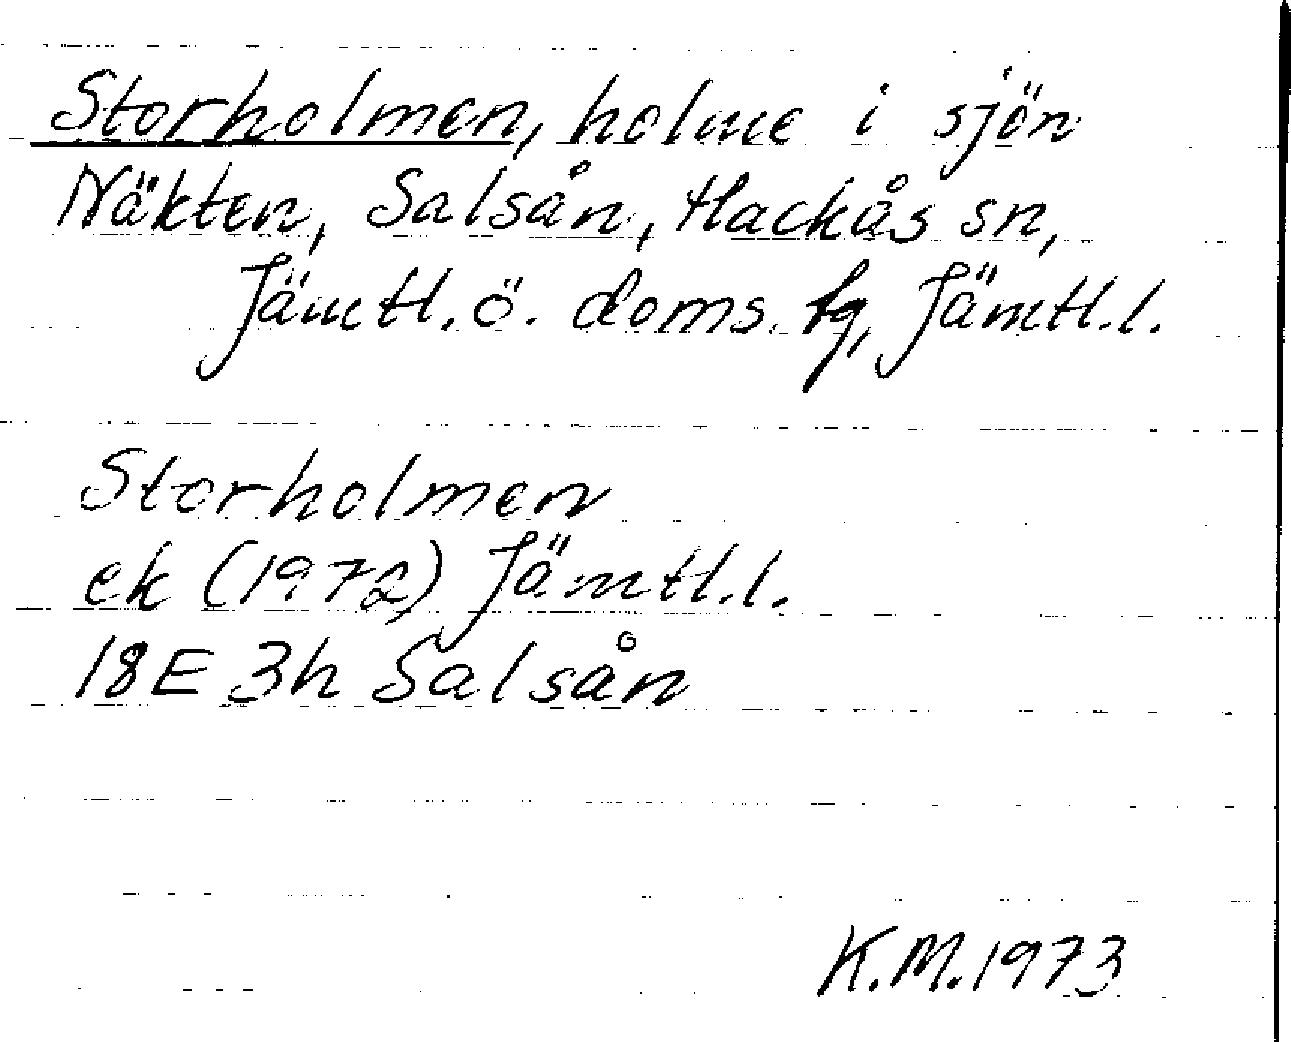 Storholmen, holme i sjön
Näkten, Salsån, Hackås sn,
Jämtl. ö. doms. fg, Jämtl. l.
Storholmen
ek (1972) Jämtl. l.
18E 3h Salsån
K.M. 1973